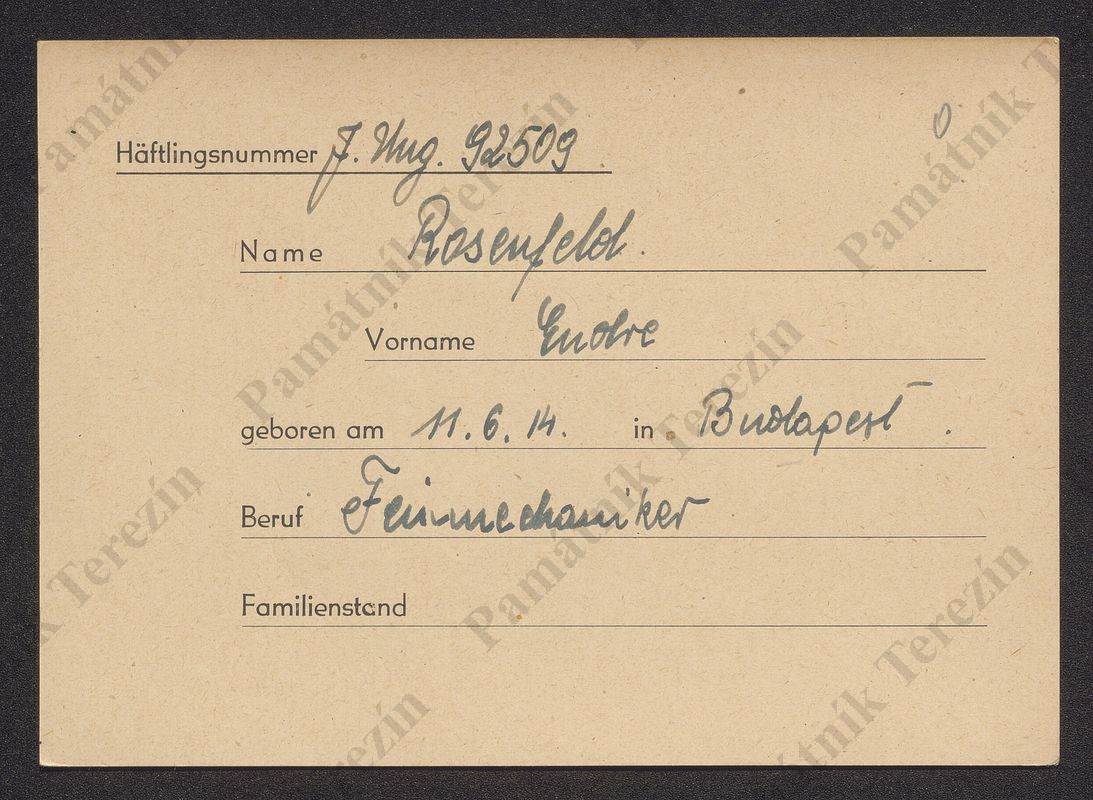 0
Häftlingsnummer J. Ung. 92509
Name Rosenfeld.
Vorname Endre
geboren am 11. 6. 14. in Budapest.
Beruf Feinmechaniker
Familienstand
Památník Terezín